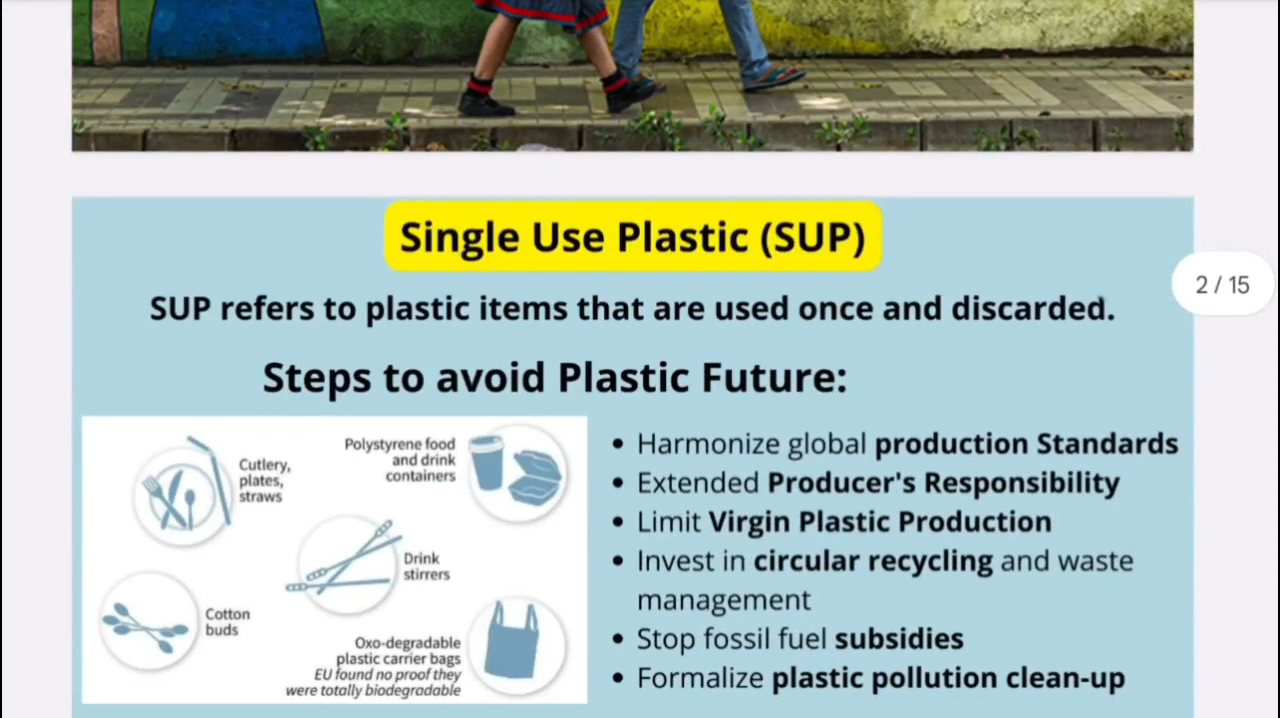 Single Use Plastic (SUP)
2 / 15
SUP refers to plastic items that are used once and discarded.
Steps to avoid Plastic Future:
Cutlery,
plates,
straws
Polystyrene food
and drink
containers
Drink
stirrers
Cotton
buds
Oxo-degradable
plastic carrier bags
EU found no proof they
were totally biodegradable
• Harmonize global production Standards
• Extended Producer's Responsibility
• Limit Virgin Plastic Production
• Invest in circular recycling and waste
management
• Stop fossil fuel subsidies
• Formalize plastic pollution clean-up